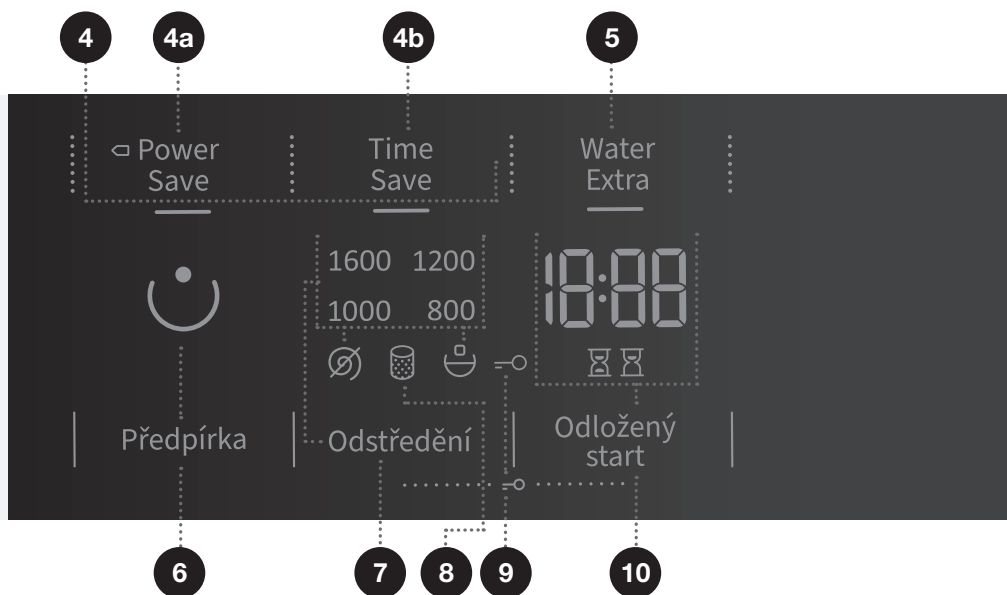 4 4a 4b 5
Power Time Water
Save Save Extra
1600 1200 18:88
1000 800
Předpírka Odstředění Odložený
start
6 7 8 9 10